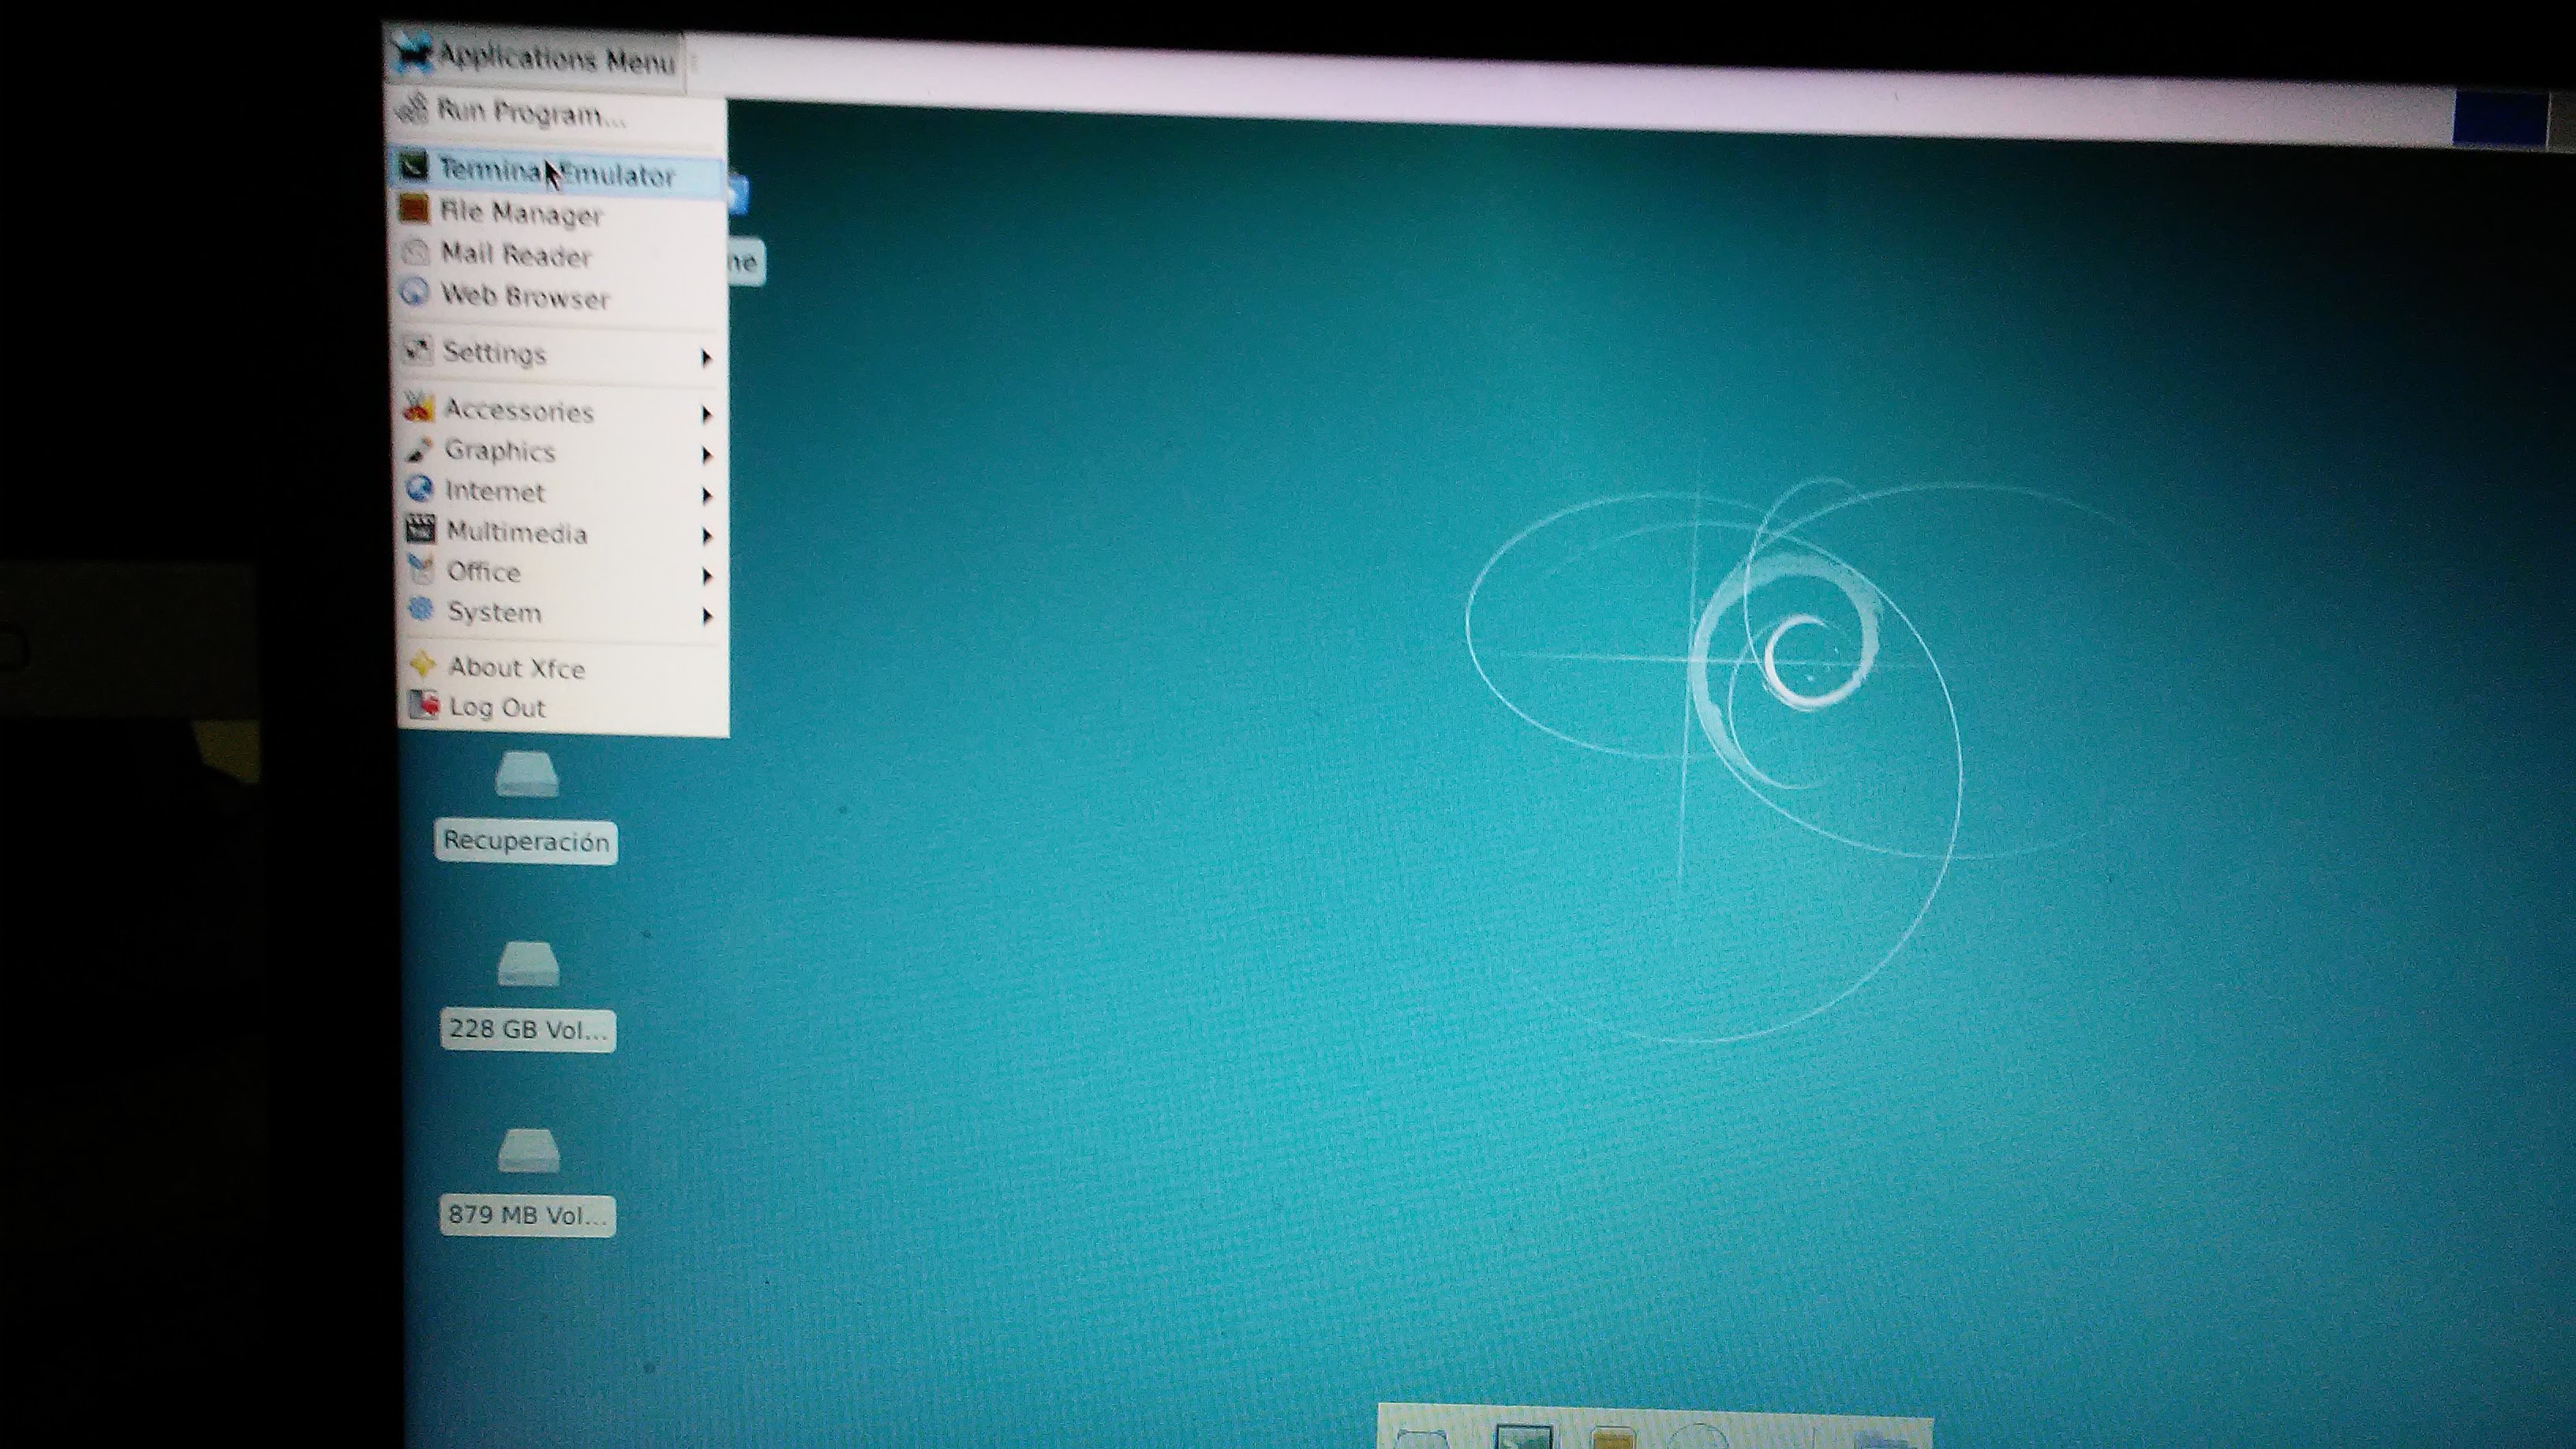 Applications Menu
Run Program...
Terminal Emulator
File Manager
Mail Reader
Web Browser
Settings
Accessories
Graphics
Internet
Multimedia
Office
System
About Xfce
Log Out
me
Recuperación
228 GB Vol...
879 MB Vol...